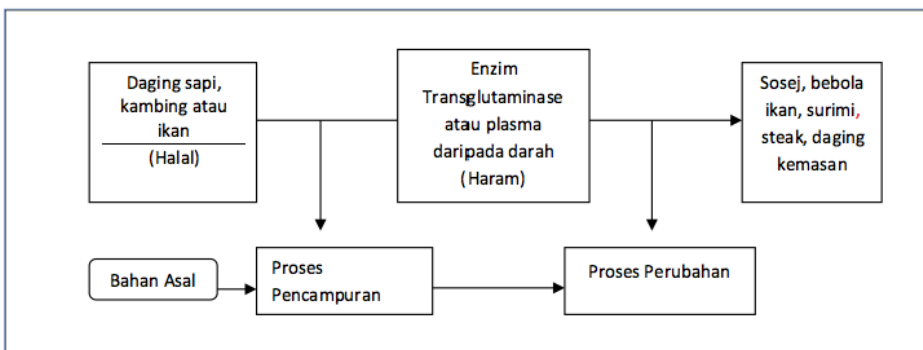 Daging sapi,
kambing atau
ikan
(Halal)
Enzim
Transglutaminase
atau plasma
daripada darah
(Haram)
Sosej, bebola
ikan, surimi,
steak, daging
kemasan
Bahan Asal
Proses
Pencampuran
Proses Perubahan